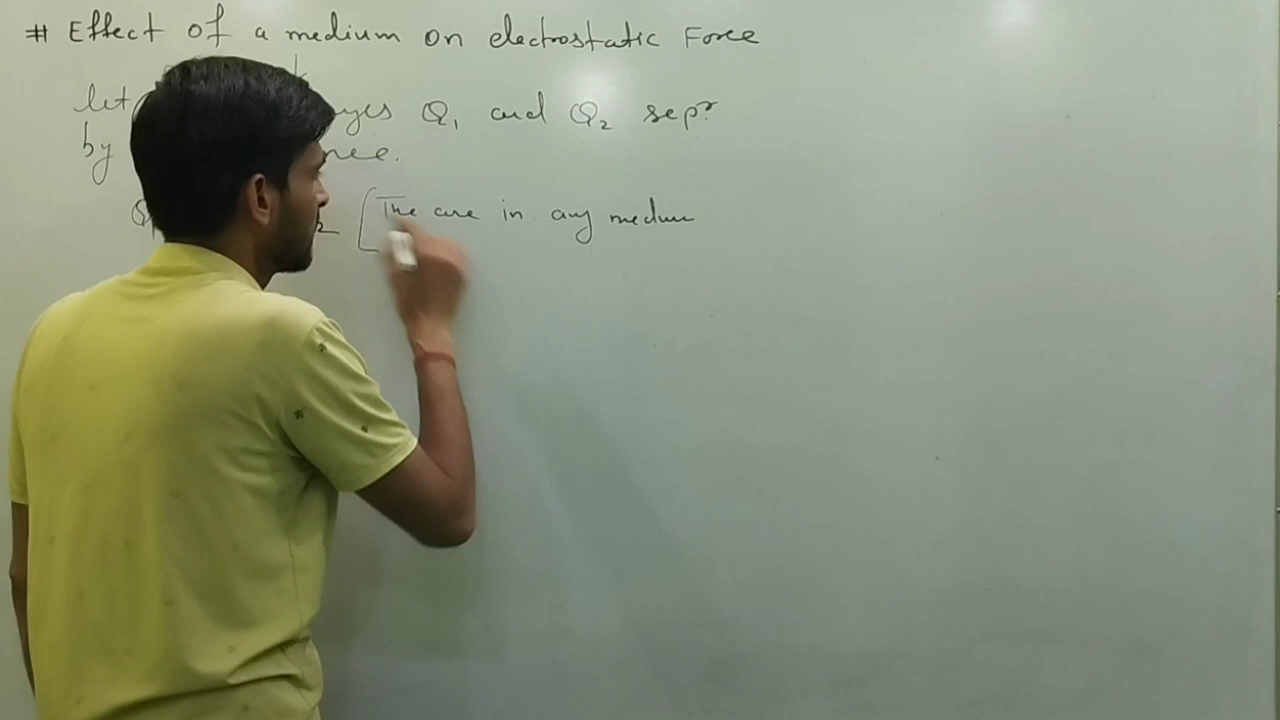 # Effect of a medium on electrostatic Force
let Q1 and Q2 sepr
by
[The are in any medium